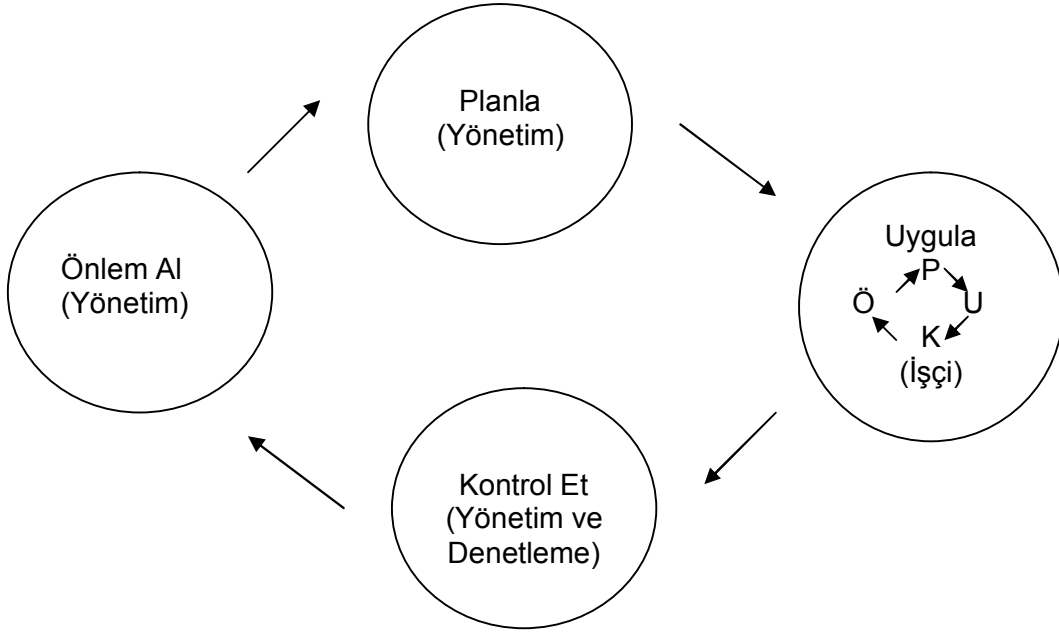 Planla
(Yönetim)
Uygula
P
Ö U
K
(İşçi)
Kontrol Et
(Yönetim ve
Denetleme)
Önlem Al
(Yönetim)